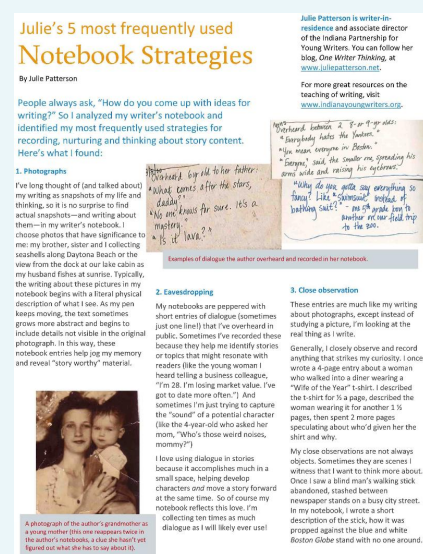 Julie's 5 most frequently used
Notebook Strategies
By Julie Patterson
Julie Patterson is writer-in-
residence and associate director
of the Indiana Partnership for
Young Writers. You can follow her
blog, One Writer Thinking, at
www.juliepatterson.net.
For more great resources on the
teaching of writing, visit
www.indianayoungwriters.org.
People always ask, "How do you come up with ideas for
writing?" So I analyzed my writer's notebook and
identified my most frequently used strategies for
recording, nurturing and thinking about story content.
Here's what I found:
1. Photographs
I've long thought of (and talked about)
my writing as snapshots of my life and
thinking, so it is no surprise to find
actual snapshots—and writing about
them—in my writer's notebook. I
choose photos that have significance to
me: my brother, sister and I collecting
seashells along Daytona Beach or the
view from the dock at our lake cabin as
my husband fishes at sunrise. Typically,
the writing about these pictures in my
notebook begins with a literal physical
description of what I see. As my pen
keeps moving, the text sometimes
grows more abstract and begins to
include details not visible in the original
photograph. In this way, these
notebook entries help jog my memory
and reveal "story worthy" material.
A photograph of the author's grandmother as
a young mother (this one reappears twice in
the author's notebooks, a clue she hasn't yet
figured out what she has to say about it).
Overheard boy old to her father:
"What comes after the stars,
daddy?"
"No one knows for sure. It's a
mystery."
"Is it lava?"
Overheard between 2 8- or 9-yr olds:
"Everybody hates the Yankees."
"You mean everyone in Boston."
"Everyone," said the smaller one, spreading his
arms wide and raising his eyebrows.
"Why do you gotta say everything so
fancy? Like 'swimsuit' instead of
bathing suit?" - one 5th grade boy to
another on our field trip
to the zoo.
Examples of dialogue the author overheard and recorded in her notebook.
2. Eavesdropping
My notebooks are peppered with
short entries of dialogue (sometimes
just one line!) that I've overheard in
public. Sometimes I've recorded these
because they help me identify stories
or topics that might resonate with
readers (like the young woman I
heard telling a business colleague,
"I'm 28. I'm losing market value. I've
got to date more often.") And
sometimes I'm just trying to capture
the "sound" of a potential character
(like the 4-year-old who asked her
mom, "Who's those weird noises,
mommy?")
I love using dialogue in stories
because it accomplishes much in a
small space, helping develop
characters and move a story forward
at the same time. So of course my
notebook reflects this love. I'm
collecting ten times as much
dialogue as I will likely ever use!
3. Close observation
These entries are much like my writing
about photographs, except instead of
studying a picture, I'm looking at the
real thing as I write.
Generally, I closely observe and record
anything that strikes my curiosity. I once
wrote a 4-page entry about a woman
who walked into a diner wearing a
"Wife of the Year" t-shirt. I described
the t-shirt for ½ a page, described the
woman wearing it for another 1 ½
pages, then spent 2 more pages
speculating about who'd given her the
shirt and why.
My close observations are not always
objects. Sometimes they are scenes I
witness that I want to think more about.
Once I saw a blind man's walking stick
abandoned, stashed between
newspaper stands on a busy city street.
In my notebook, I wrote a short
description of the stick, how it was
propped against the blue and white
Boston Globe stand with no one around.